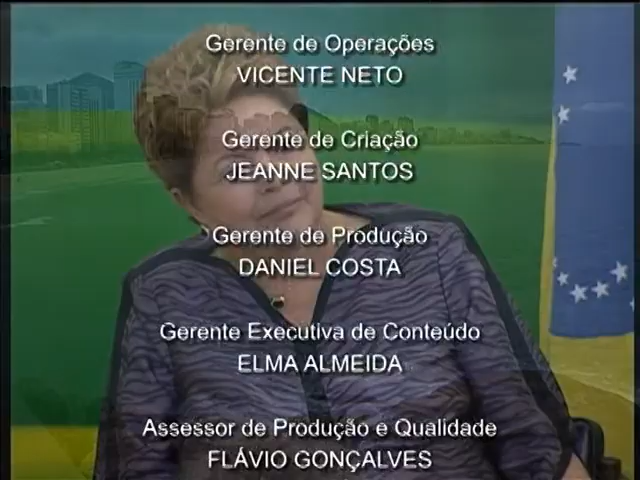 Gerente de Operações
VICENTE NETO
Gerente de Criação
JEANNE SANTOS
Gerente de Produção
DANIEL COSTA
Gerente Executiva de Conteúdo
ELMA ALMEIDA
Assessor de Produção e Qualidade
FLÁVIO GONÇALVES